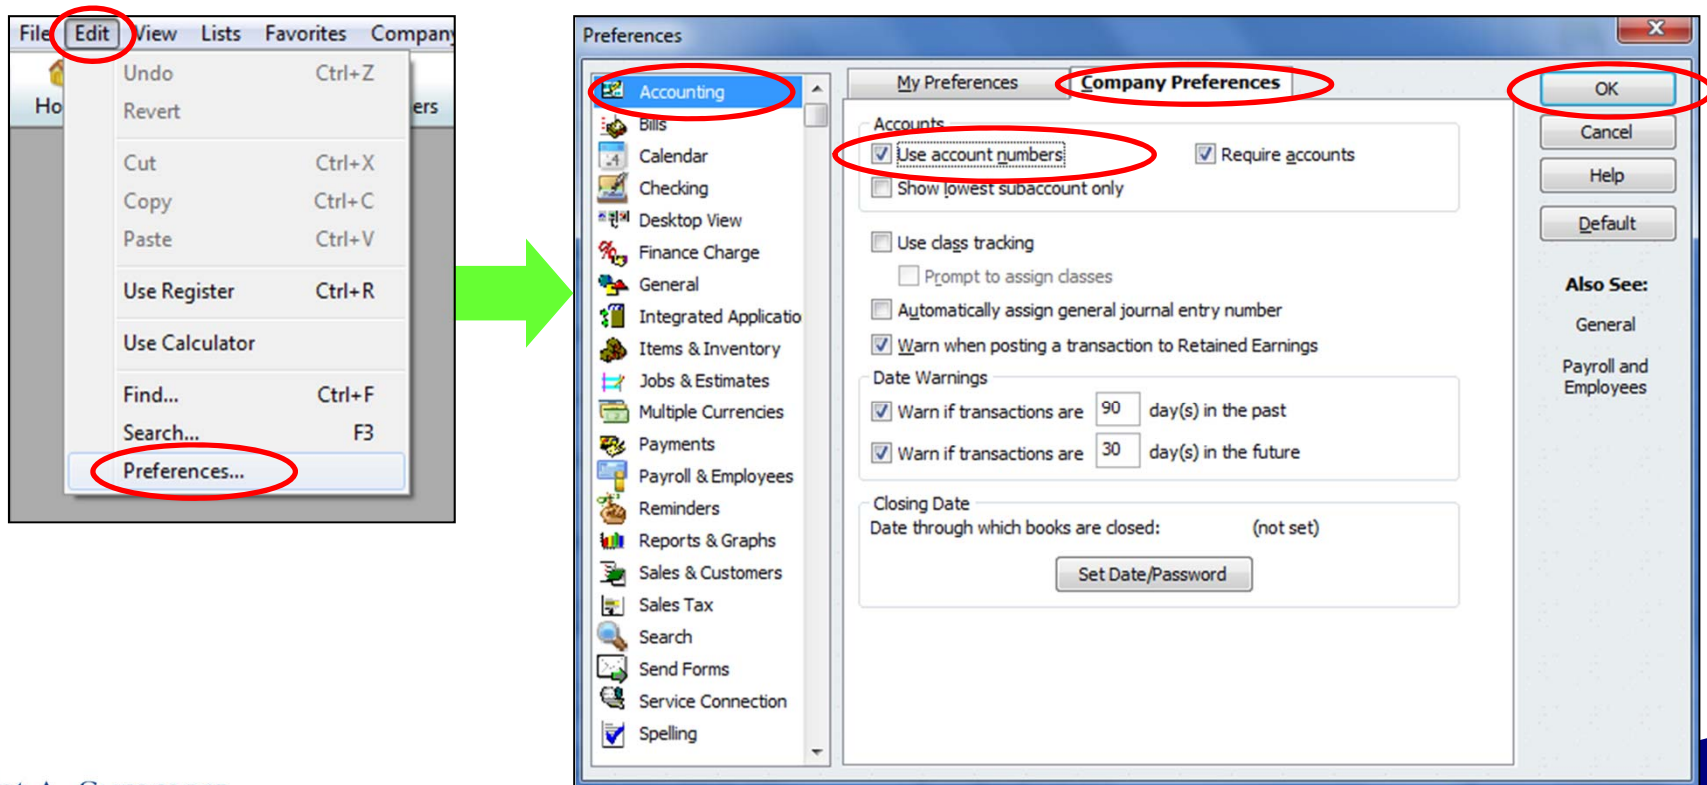 File Edit View Lists Favorites Company
Ho
ers
Undo Ctrl+Z
Revert
Cut Ctrl+X
Copy Ctrl+C
Paste Ctrl+V
Use Register Ctrl+R
Use Calculator
Find... Ctrl+F
Search... F3
Preferences...
Preferences
Accounting
Bills
Calendar
Checking
Desktop View
Finance Charge
General
Integrated Applicatio
Items & Inventory
Jobs & Estimates
Multiple Currencies
Payments
Payroll & Employees
Reminders
Reports & Graphs
Sales & Customers
Sales Tax
Search
Send Forms
Service Connection
Spelling
My Preferences Company Preferences
Accounts
Use account numbers Require accounts
Show lowest subaccount only
Use class tracking
Prompt to assign classes
Automatically assign general journal entry number
Warn when posting a transaction to Retained Earnings
Date Warnings
Warn if transactions are 90 day(s) in the past
Warn if transactions are 30 day(s) in the future
Closing Date
Date through which books are closed: (not set)
Set Date/Password
OK
Cancel
Help
Default
Also See:
General
Payroll and
Employees